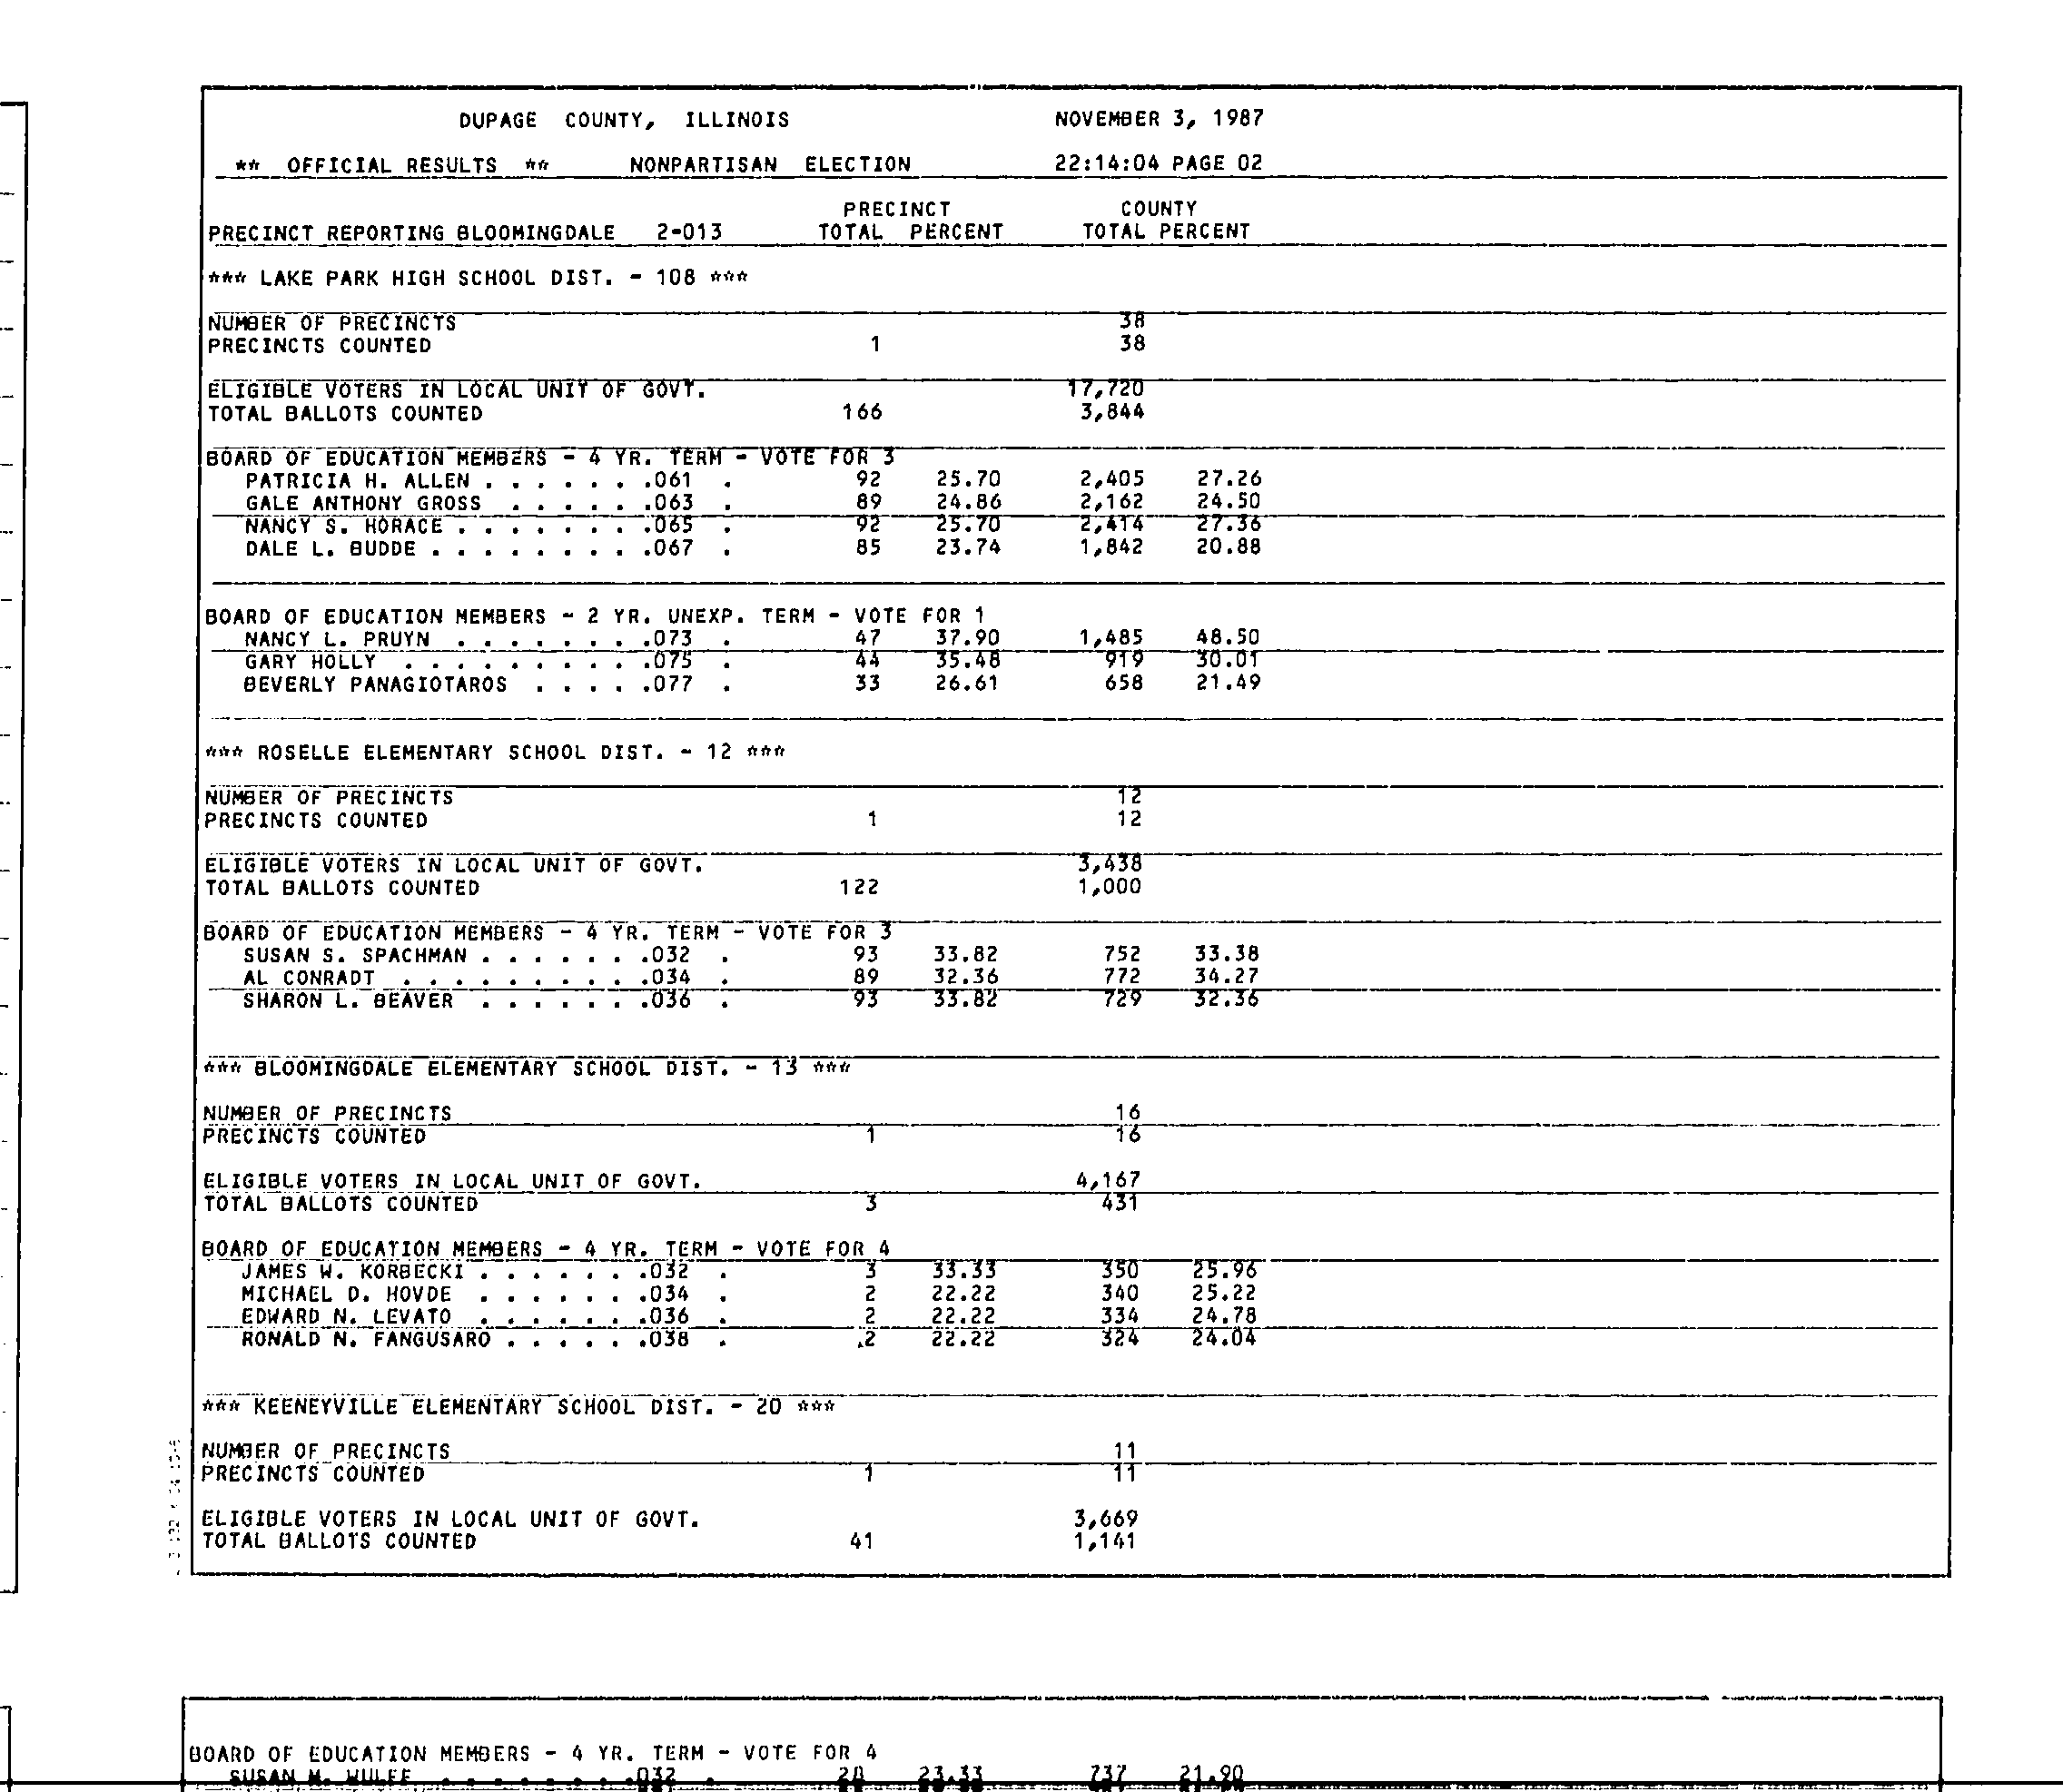 DUPAGE COUNTY, ILLINOIS NOVEMBER 3, 1987
** OFFICIAL RESULTS ** NONPARTISAN ELECTION 22:14:04 PAGE 02
PRECINCT COUNTY
PRECINCT REPORTING BLOOMINGDALE 2-013 TOTAL PERCENT TOTAL PERCENT
*** LAKE PARK HIGH SCHOOL DIST. - 108 ***
NUMBER OF PRECINCTS 38
PRECINCTS COUNTED 1 38
ELIGIBLE VOTERS IN LOCAL UNIT OF GOVT. 17,720
TOTAL BALLOTS COUNTED 166 3,844
BOARD OF EDUCATION MEMBERS - 4 YR. TERM - VOTE FOR 3
PATRICIA H. ALLEN . . . . . . .061 . 92 25.70 2,405 27.26
GALE ANTHONY GROSS . . . . . .063 . 89 24.86 2,162 24.50
NANCY S. HORACE . . . . . . . .065 . 92 25.70 2,414 27.36
DALE L. BUDDE . . . . . . . . .067 . 85 23.74 1,842 20.88
BOARD OF EDUCATION MEMBERS - 2 YR. UNEXP. TERM - VOTE FOR 1
NANCY L. PRUYN . . . . . . . .073 . 47 37.90 1,485 48.50
GARY HOLLY . . . . . . . . . .075 . 44 35.48 919 30.01
BEVERLY PANAGIOTAROS . . . . .077 . 33 26.61 658 21.49
*** ROSELLE ELEMENTARY SCHOOL DIST. - 12 ***
NUMBER OF PRECINCTS 12
PRECINCTS COUNTED 1 12
ELIGIBLE VOTERS IN LOCAL UNIT OF GOVT. 3,438
TOTAL BALLOTS COUNTED 122 1,000
BOARD OF EDUCATION MEMBERS - 4 YR. TERM - VOTE FOR 3
SUSAN S. SPACHMAN . . . . . . .032 . 93 33.82 752 33.38
AL CONRADT . . . . . . . . . .034 . 89 32.36 772 34.27
SHARON L. BEAVER . . . . . . .036 . 93 33.82 729 32.36
*** BLOOMINGDALE ELEMENTARY SCHOOL DIST. - 13 ***
NUMBER OF PRECINCTS 16
PRECINCTS COUNTED 1 16
ELIGIBLE VOTERS IN LOCAL UNIT OF GOVT. 4,167
TOTAL BALLOTS COUNTED 3 431
BOARD OF EDUCATION MEMBERS - 4 YR. TERM - VOTE FOR 4
JAMES W. KORBECKI . . . . . . .032 . 3 33.33 350 25.96
MICHAEL D. HOVDE . . . . . . .034 . 2 22.22 340 25.22
EDWARD N. LEVATO . . . . . . .036 . 2 22.22 334 24.78
RONALD N. FANGUSARO . . . . . .038 . 2 22.22 324 24.04
*** KEENEYVILLE ELEMENTARY SCHOOL DIST. - 20 ***
NUMBER OF PRECINCTS 11
PRECINCTS COUNTED 1 11
ELIGIBLE VOTERS IN LOCAL UNIT OF GOVT. 3,669
TOTAL BALLOTS COUNTED 41 1,141
BOARD OF EDUCATION MEMBERS - 4 YR. TERM - VOTE FOR 4
SUSAN M. . . . . . . . . .032 . 23.33 737 21.90